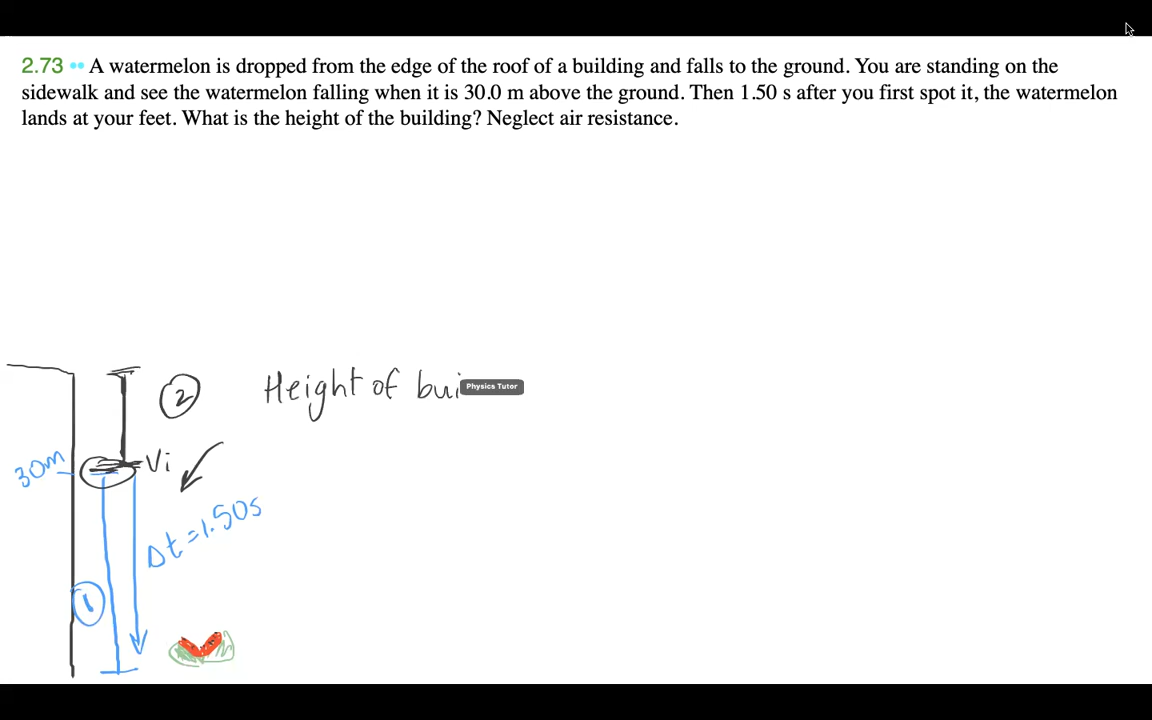 2.73 •• A watermelon is dropped from the edge of the roof of a building and falls to the ground. You are standing on the
sidewalk and see the watermelon falling when it is 30.0 m above the ground. Then 1.50 s after you first spot it, the watermelon
lands at your feet. What is the height of the building? Neglect air resistance.
2
Height of bui
Physics Tutor
30m
Vi
Δt = 1.50s
1